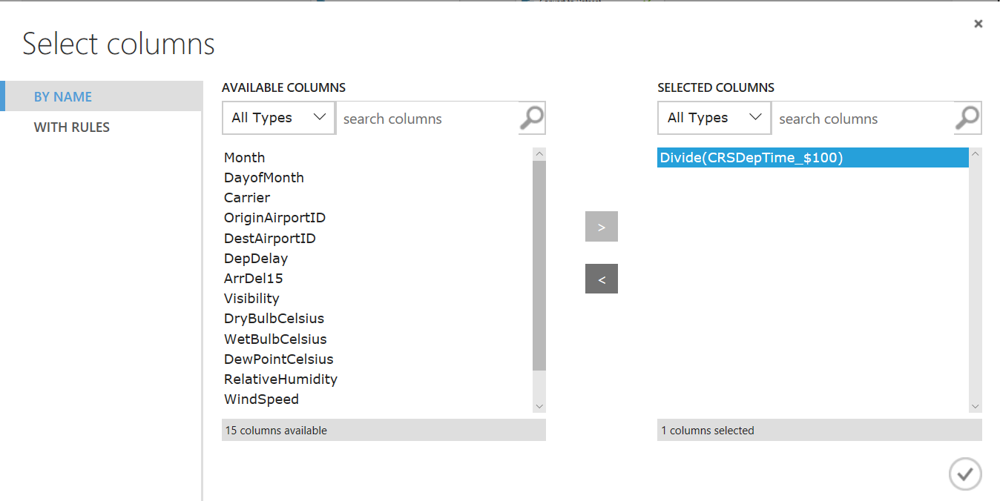 Select columns
BY NAME
WITH RULES
AVAILABLE COLUMNS
All Types
search columns
Month
DayofMonth
Carrier
OriginAirportID
DestAirportID
DepDelay
ArrDel15
Visibility
DryBulbCelsius
WetBulbCelsius
DewPointCelsius
RelativeHumidity
WindSpeed
15 columns available
>
<
SELECTED COLUMNS
All Types
search columns
Divide(CRSDepTime_$100)
1 columns selected